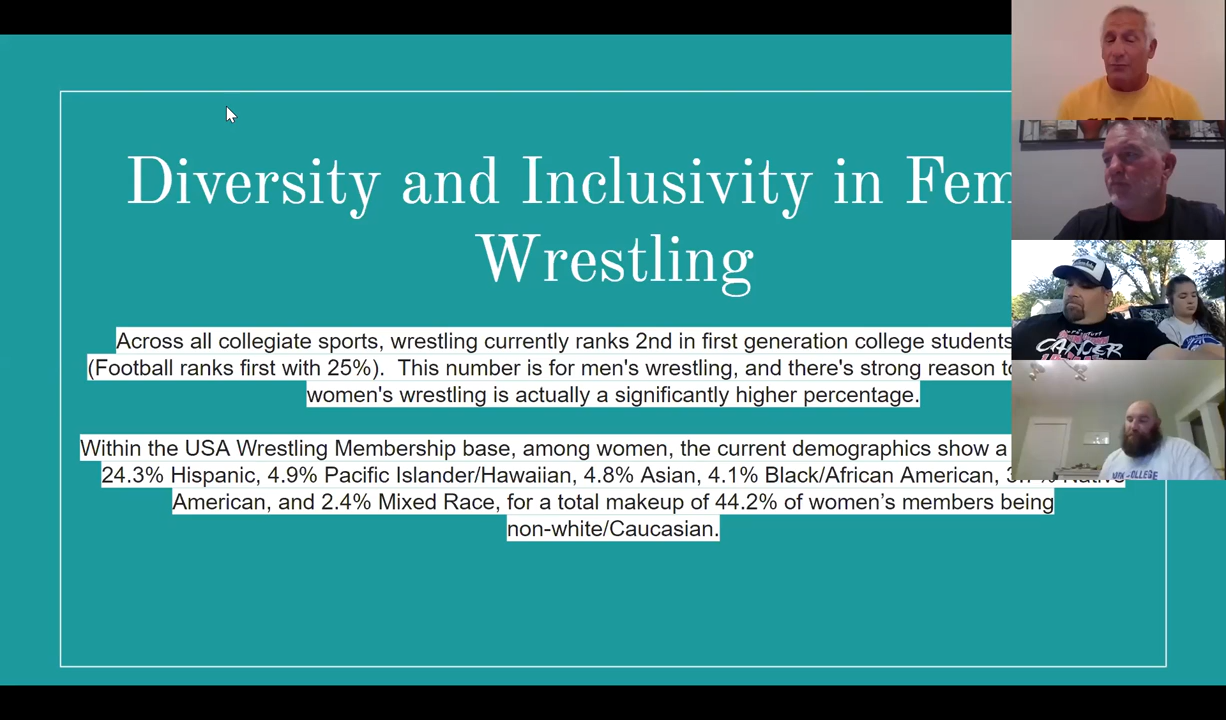 Diversity and Inclusivity in
Wrestling
Across all collegiate sports, wrestling currently ranks 2nd in first generation college students
(Football ranks first with 25%). This number is for men's wrestling, and there's strong reason
women's wrestling is actually a significantly higher percentage.
Within the USA Wrestling Membership base, among women, the current demographics show a
24.3% Hispanic, 4.9% Pacific Islander/Hawaiian, 4.8% Asian, 4.1% Black/African American,
American, and 2.4% Mixed Race, for a total makeup of 44.2% of women’s members being
non-white/Caucasian.
CANCER